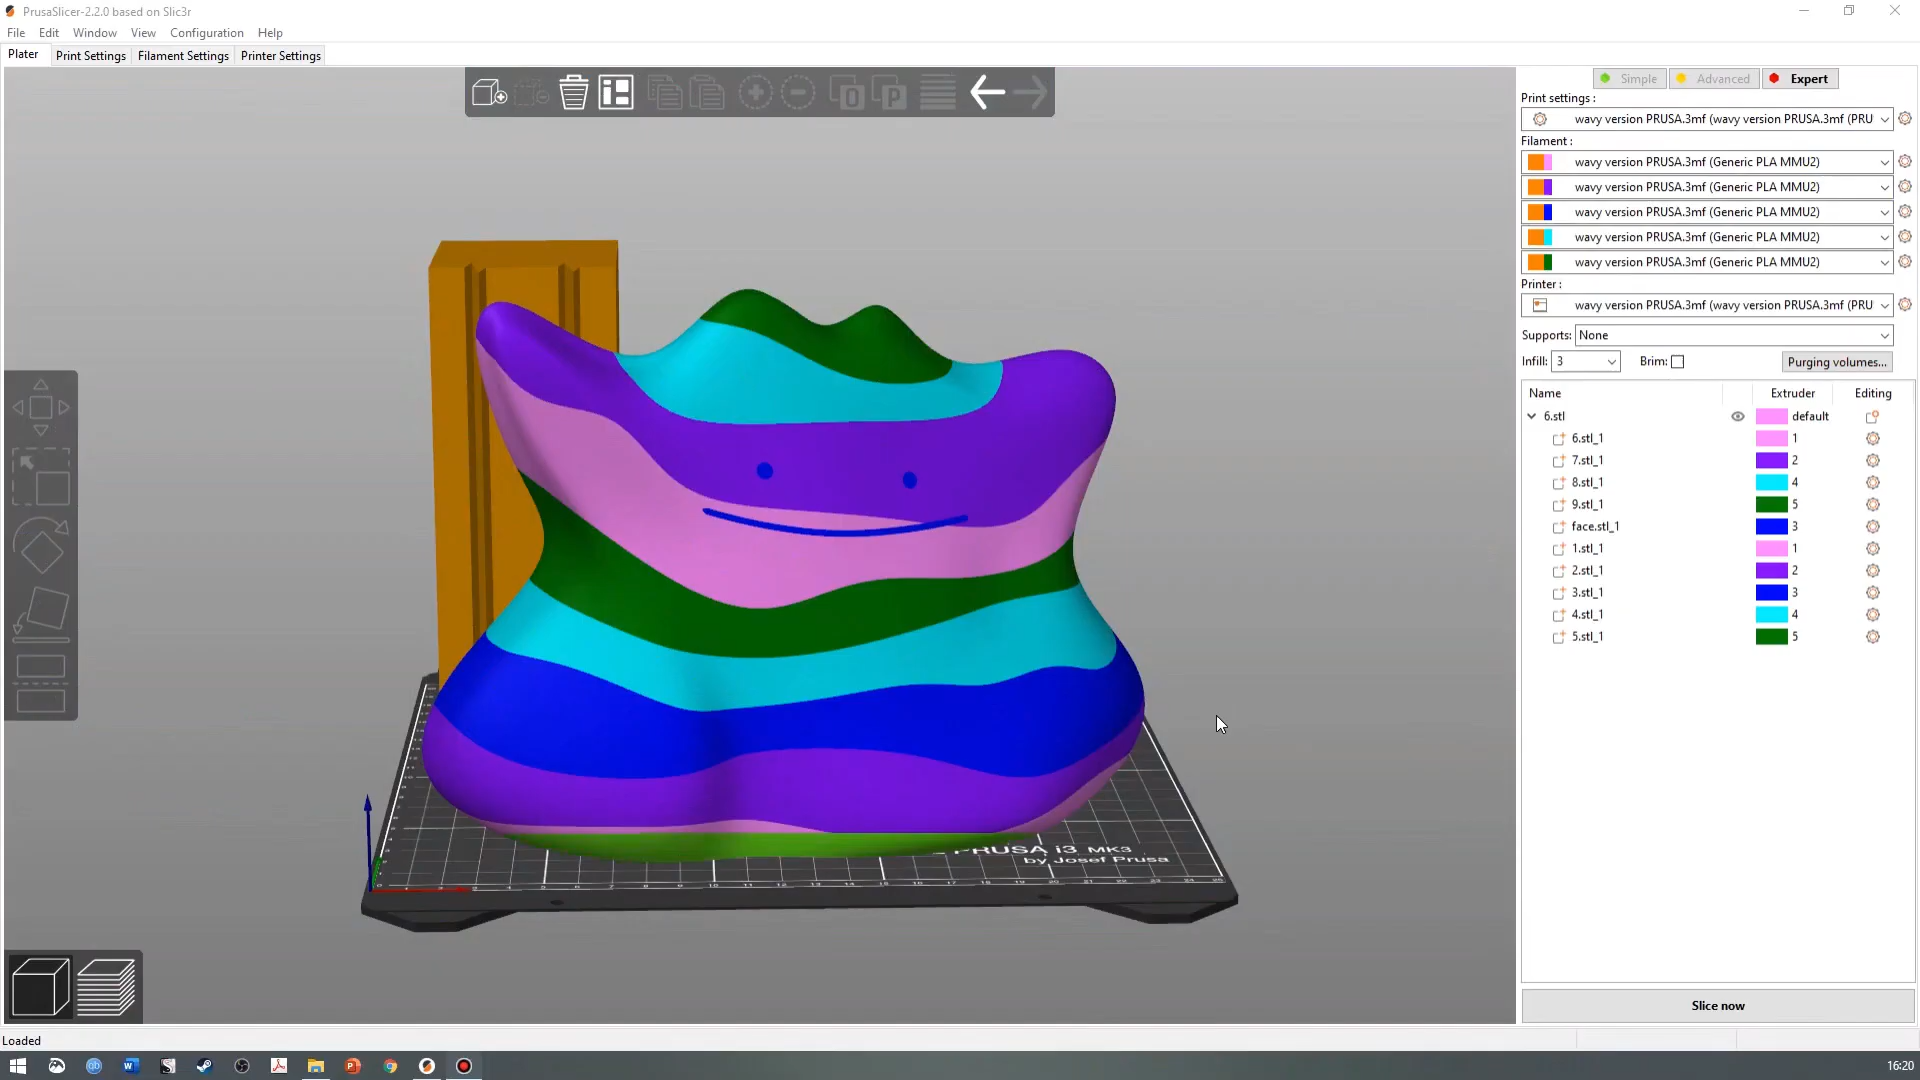 PrusaSlicer-2.2.0 based on Slic3r
File Edit Window View Configuration Help
Plater Print Settings Filament Settings Printer Settings
Simple Advanced Expert
Print settings :
wavy version PRUSA.3mf (wavy version PRUSA.3mf (PRU
Filament :
wavy version PRUSA.3mf (Generic PLA MMU2)
wavy version PRUSA.3mf (Generic PLA MMU2)
wavy version PRUSA.3mf (Generic PLA MMU2)
wavy version PRUSA.3mf (Generic PLA MMU2)
wavy version PRUSA.3mf (Generic PLA MMU2)
Printer :
wavy version PRUSA.3mf (wavy version PRUSA.3mf (PRU
Supports: None
Infill: 3 Brim: Purging volumes...
Name Extruder Editing
6.stl default
6.stl_1 1
7.stl_1 2
8.stl_1 4
9.stl_1 5
face.stl_1 3
1.stl_1 1
2.stl_1 2
3.stl_1 3
4.stl_1 4
5.stl_1 5
PRUSA i3 MK3
by Josef Prusa
Slice now
Loaded
16:20